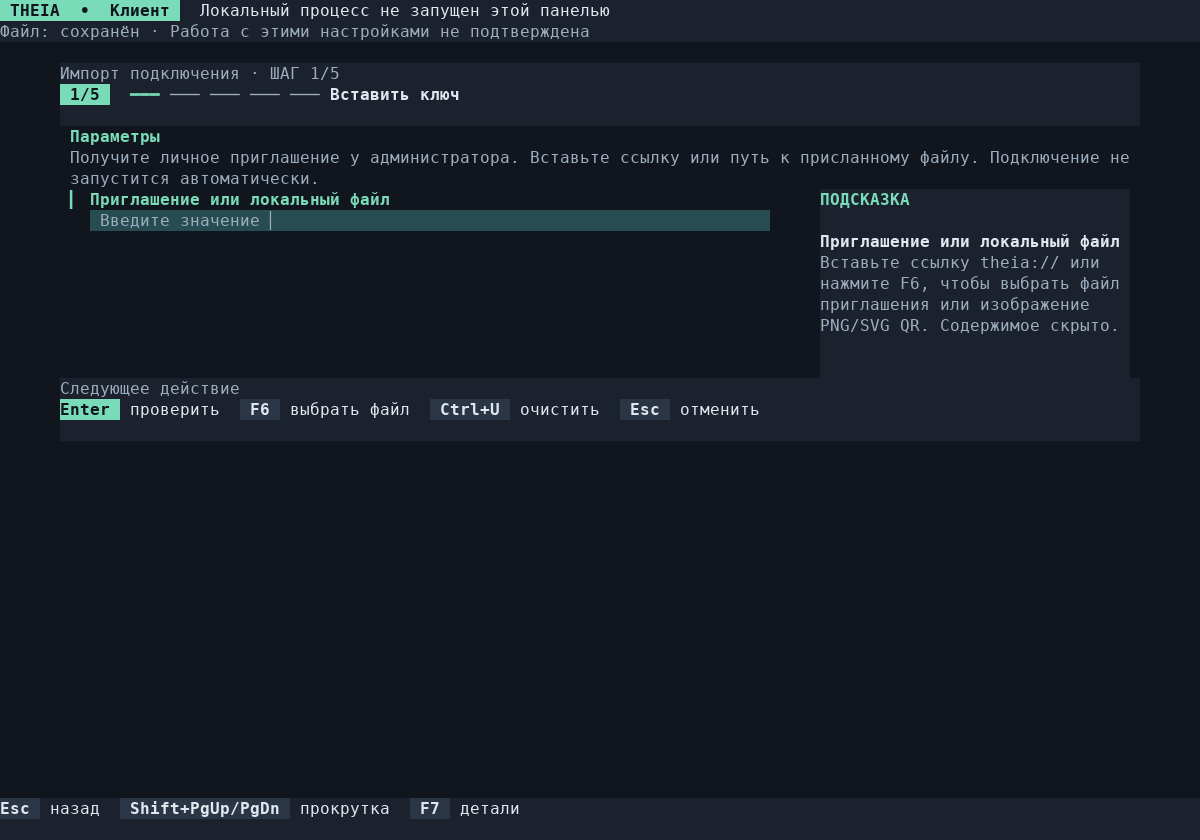 THEIA • Клиент Локальный процесс не запущен этой панелью
Файл: сохранён · Работа с этими настройками не подтверждена
Импорт подключения · ШАГ 1/5
1/5 ━━━ ─── ─── ─── ─── Вставить ключ
Параметры
Получите личное приглашение у администратора. Вставьте ссылку или путь к присланному файлу. Подключение не
запустится автоматически.
Приглашение или локальный файл
Введите значение
ПОДСКАЗКА
Приглашение или локальный файл
Вставьте ссылку theia:// или
нажмите F6, чтобы выбрать файл
приглашения или изображение
PNG/SVG QR. Содержимое скрыто.
Следующее действие
Enter проверить F6 выбрать файл Ctrl+U очистить Esc отменить
Esc назад Shift+PgUp/PgDn прокрутка F7 детали